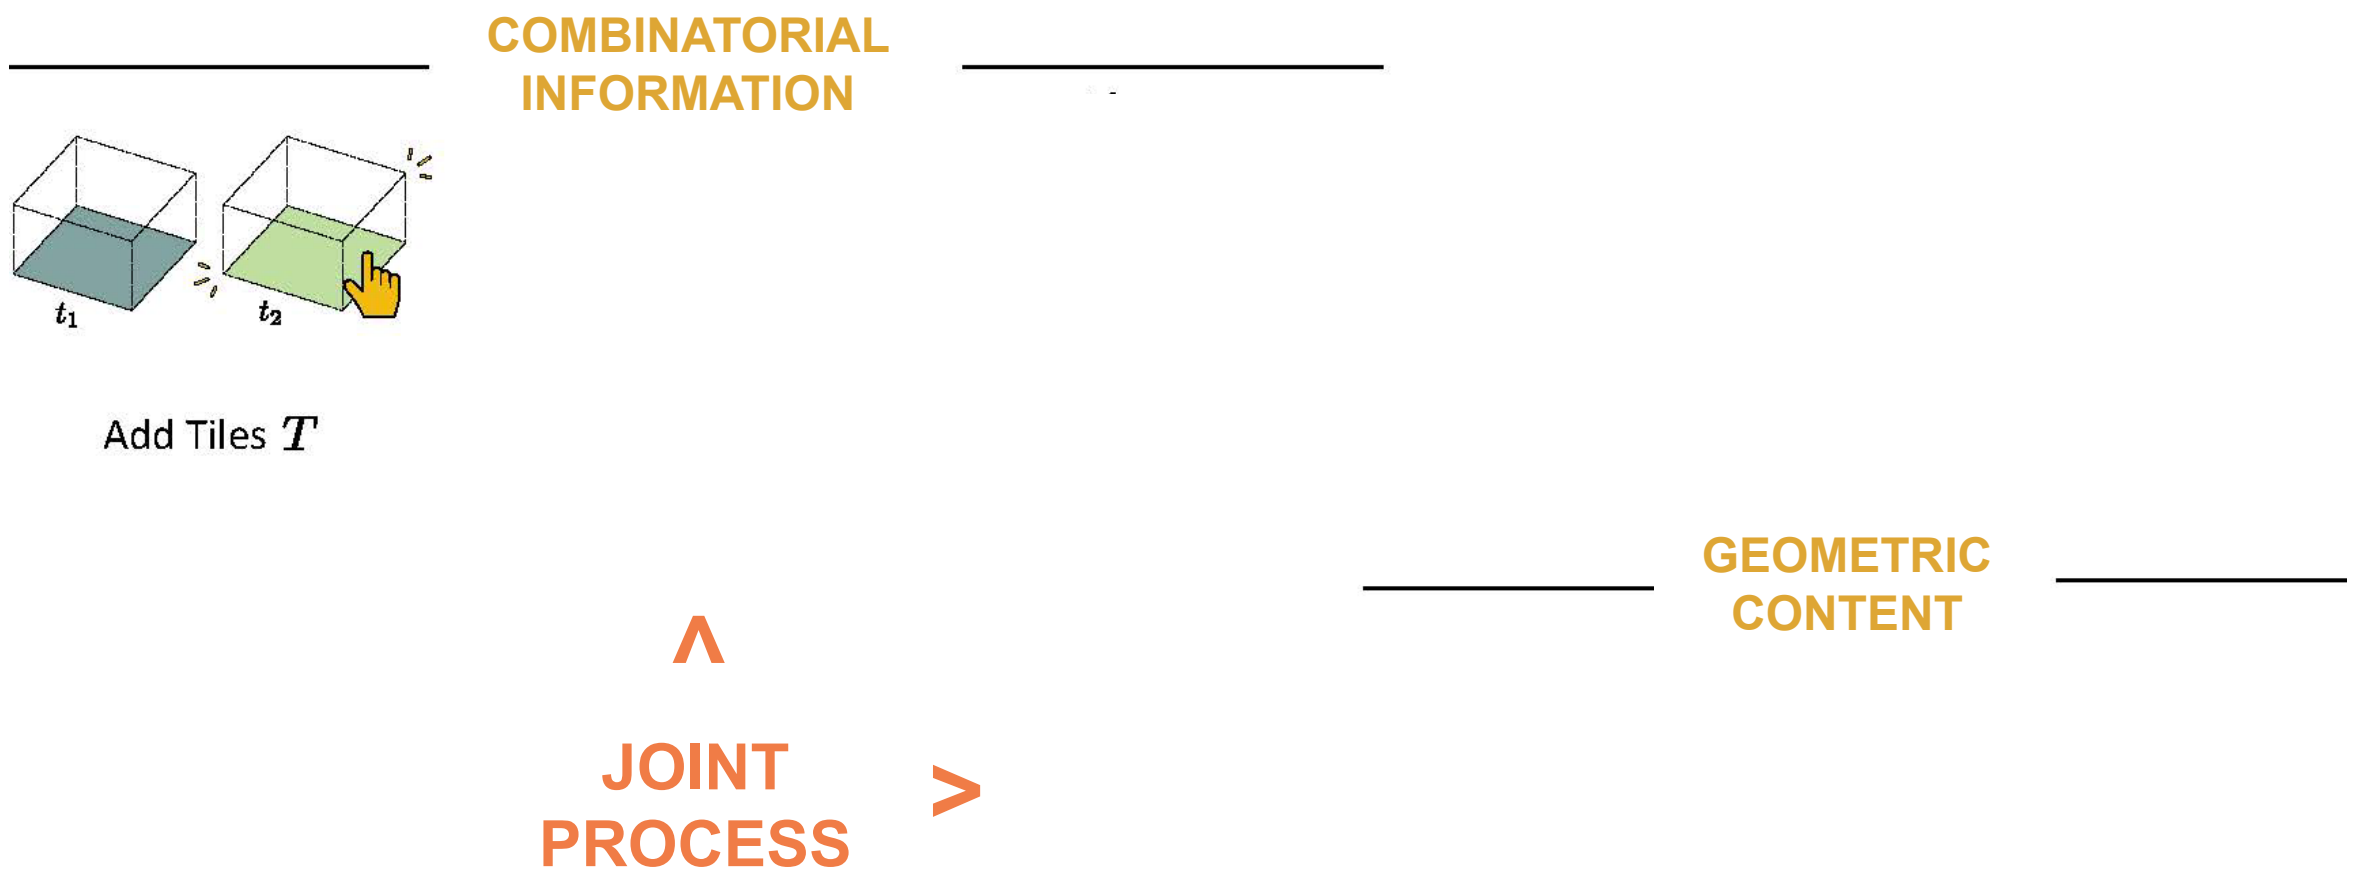 COMBINATORIAL
INFORMATION
t₁
t₂
Add Tiles T
GEOMETRIC
CONTENT
^
JOINT
PROCESS
>